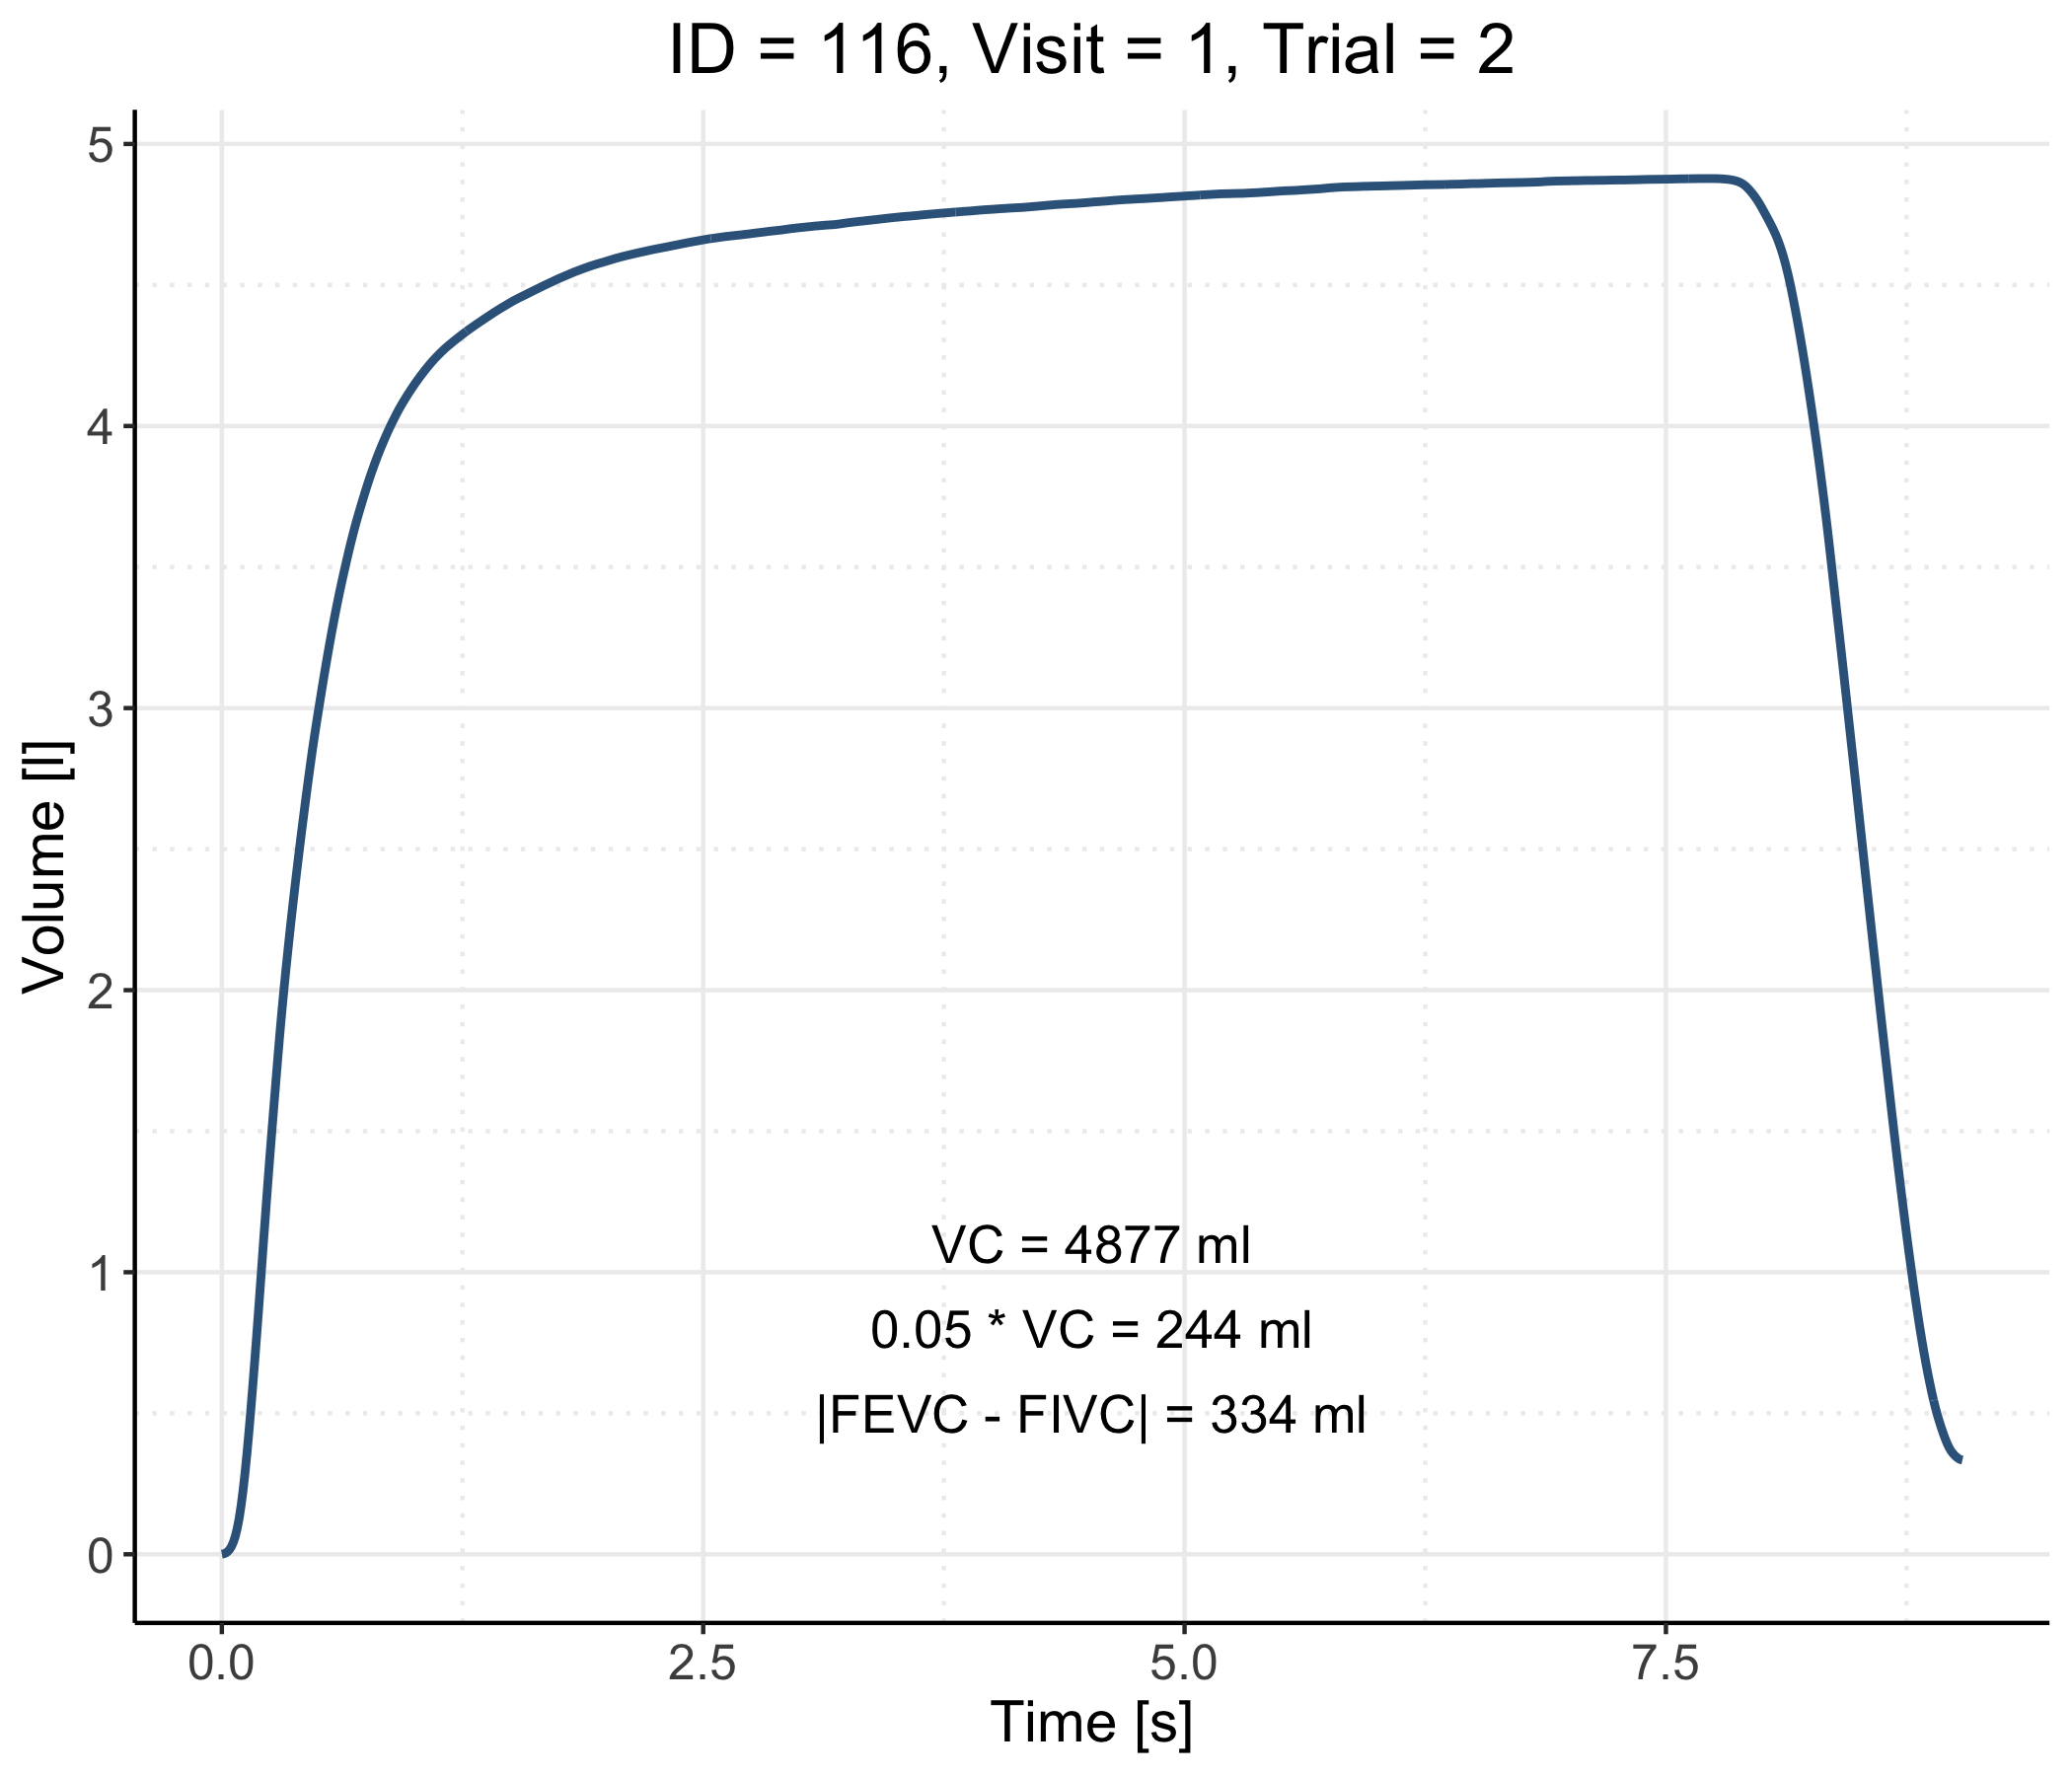 ID = 116, Visit = 1, Trial = 2
5
4
3
2
1
0
Volume [l]
VC = 4877 ml
0.05 * VC = 244 ml
|FEVC - FIVC| = 334 ml
0.0 2.5 5.0 7.5
Time [s]